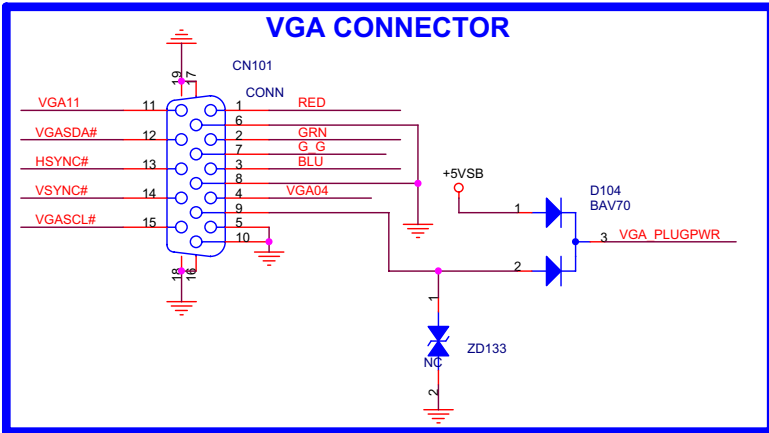 VGA CONNECTOR
CN101
CONN
19
17
VGA11 11
1 RED
6
VGASDA# 12
2 GRN
7 G_G
HSYNC# 13
3 BLU
8
VSYNC# 14
4 VGA04
9
VGASCL# 15
5
10
18
16
+5VSB
D104
BAV70
1
3 VGA_PLUGPWR
2
1
ZD133
NC
2